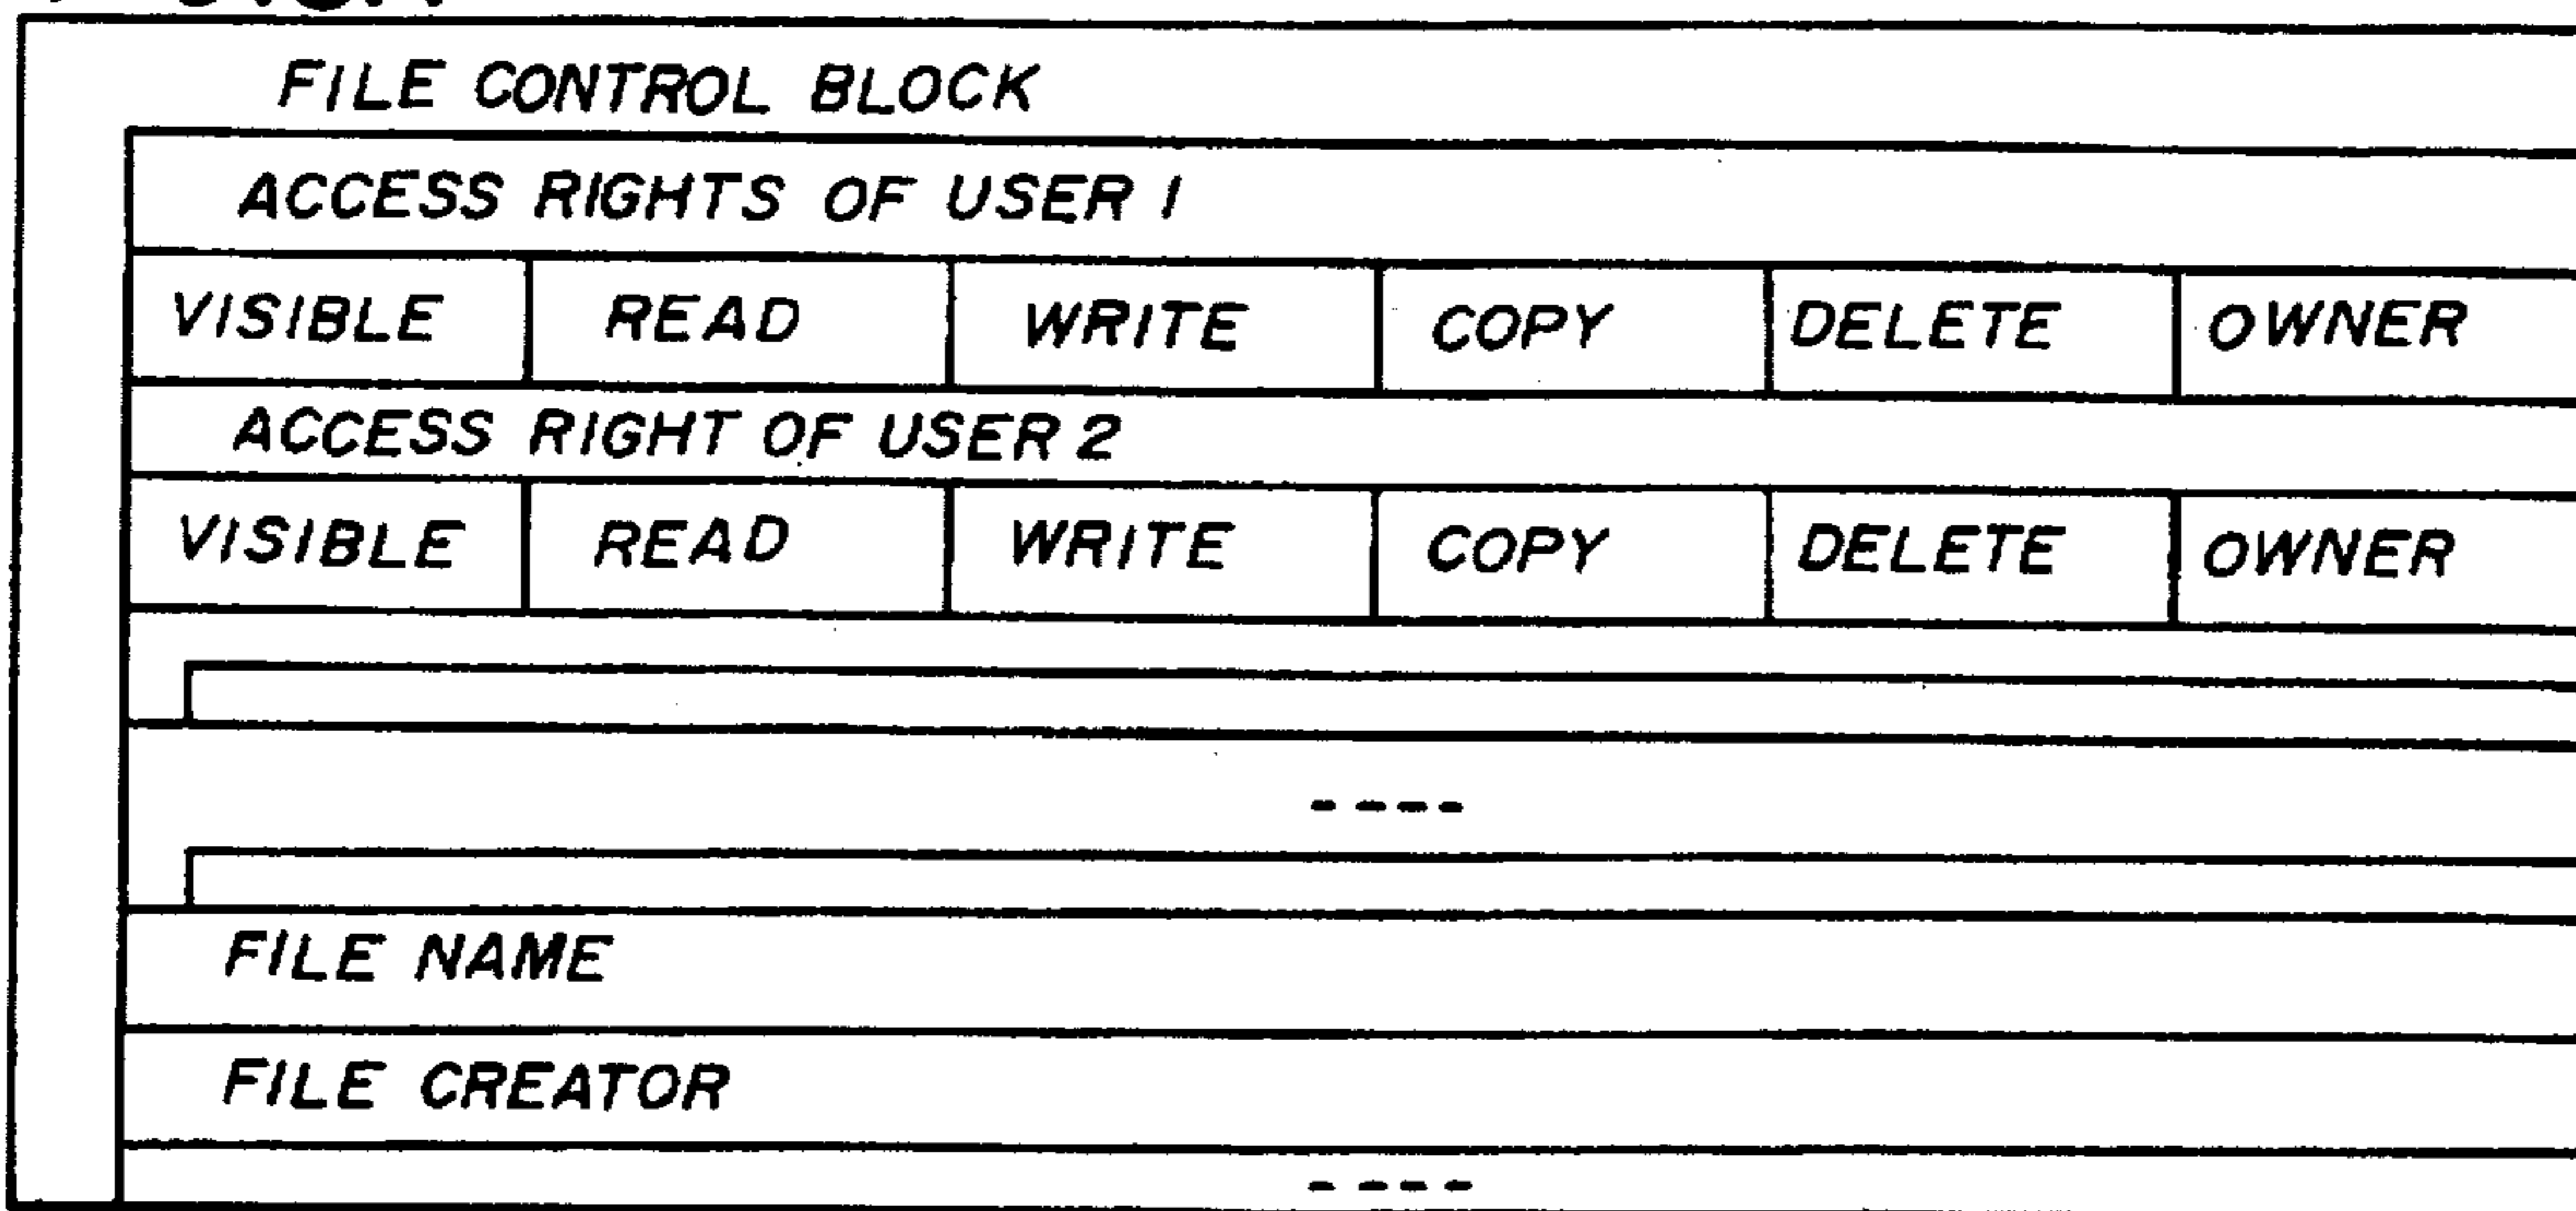 FILE CONTROL BLOCK
ACCESS RIGHTS OF USER 1
VISIBLE READ WRITE COPY DELETE OWNER
ACCESS RIGHT OF USER 2
VISIBLE READ WRITE COPY DELETE OWNER
----
FILE NAME
FILE CREATOR
----